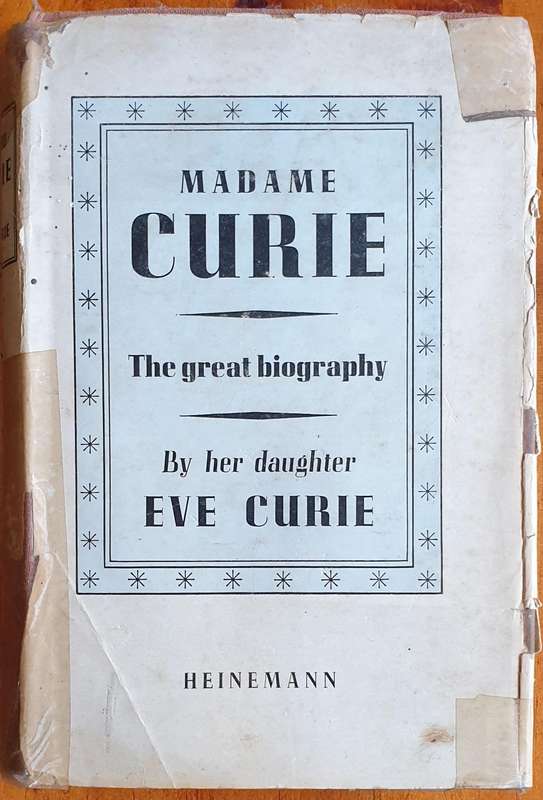 MADAME
CURIE
The great biography
By her daughter
EVE CURIE
HEINEMANN